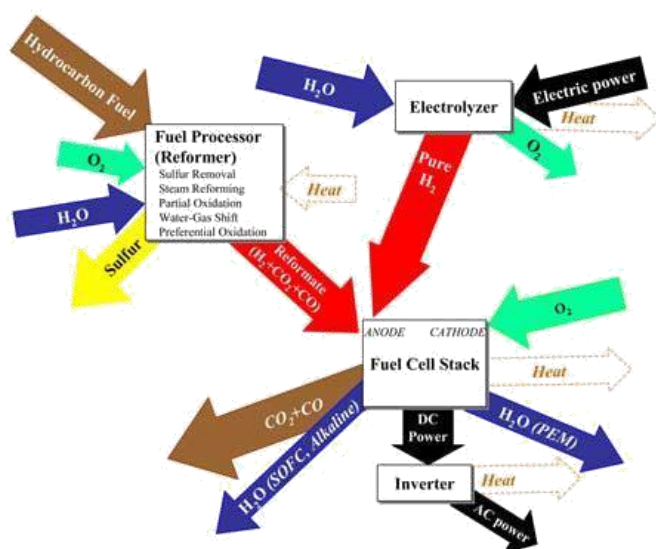 Hydrocarbon Fuel
H₂O
Electrolyzer
Electric power
Heat
O₂
Fuel Processor
(Reformer)
Sulfur Removal
Steam Reforming
Partial Oxidation
Water-Gas Shift
Preferential Oxidation
O₂
H₂O
Sulfur
Heat
Pure
H₂
Reformate
(H₂+CO₂+CO)
O₂
ANODE CATHODE
Fuel Cell Stack
Heat
CO₂+CO
H₂O (SOFC, Alkaline)
DC
Power
H₂O (PEM)
Inverter
Heat
AC power